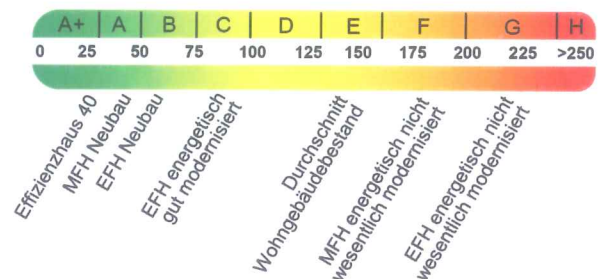 A+ A B C D E F G H
0 25 50 75 100 125 150 175 200 225 >250
Effizienzhaus 40
MFH Neubau
EFH Neubau
EFH energetisch
gut modernisiert
Durchschnitt
Wohngebäudebestand
MFH energetisch nicht
wesentlich modernisiert
EFH energetisch nicht
wesentlich modernisiert